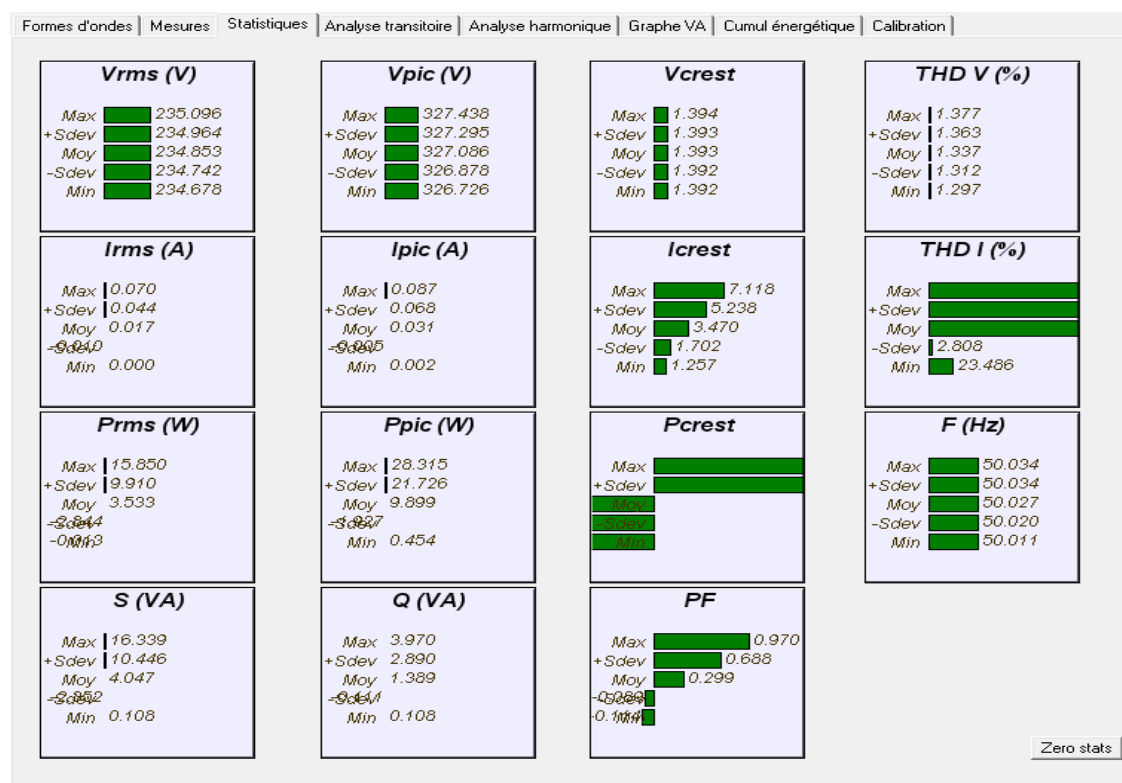 Formes d'ondes Mesures Statistiques Analyse transitoire Analyse harmonique Graphe VA Cumul énergétique Calibration
Vrms (V)
Max 235.096
+Sdev 234.964
Moy 234.853
-Sdev 234.742
Min 234.678
Vpic (V)
Max 327.438
+Sdev 327.295
Moy 327.086
-Sdev 326.878
Min 326.726
Vcrest
Max 1.394
+Sdev 1.393
Moy 1.393
-Sdev 1.392
Min 1.392
THD V (%)
Max 1.377
+Sdev 1.363
Moy 1.337
-Sdev 1.312
Min 1.297
Irms (A)
Max 0.070
+Sdev 0.044
Moy 0.017
-Sdev
Min 0.000
Ipic (A)
Max 0.087
+Sdev 0.068
Moy 0.031
-Sdev
Min 0.002
Icrest
Max 7.118
+Sdev 5.238
Moy 3.470
-Sdev 1.702
Min 1.257
THD I (%)
Max
+Sdev
Moy
-Sdev 2.808
Min 23.486
Prms (W)
Max 15.850
+Sdev 9.910
Moy 3.533
-Sdev
Min
Ppic (W)
Max 28.315
+Sdev 21.726
Moy 9.899
-Sdev
Min 0.454
Pcrest
Max
+Sdev
Moy
-Sdev
Min
F (Hz)
Max 50.034
+Sdev 50.034
Moy 50.027
-Sdev 50.020
Min 50.011
S (VA)
Max 16.339
+Sdev 10.446
Moy 4.047
-Sdev
Min 0.108
Q (VA)
Max 3.970
+Sdev 2.890
Moy 1.389
-Sdev
Min 0.108
PF
Max 0.970
+Sdev 0.688
Moy 0.299
-Sdev
Min
Zero stats